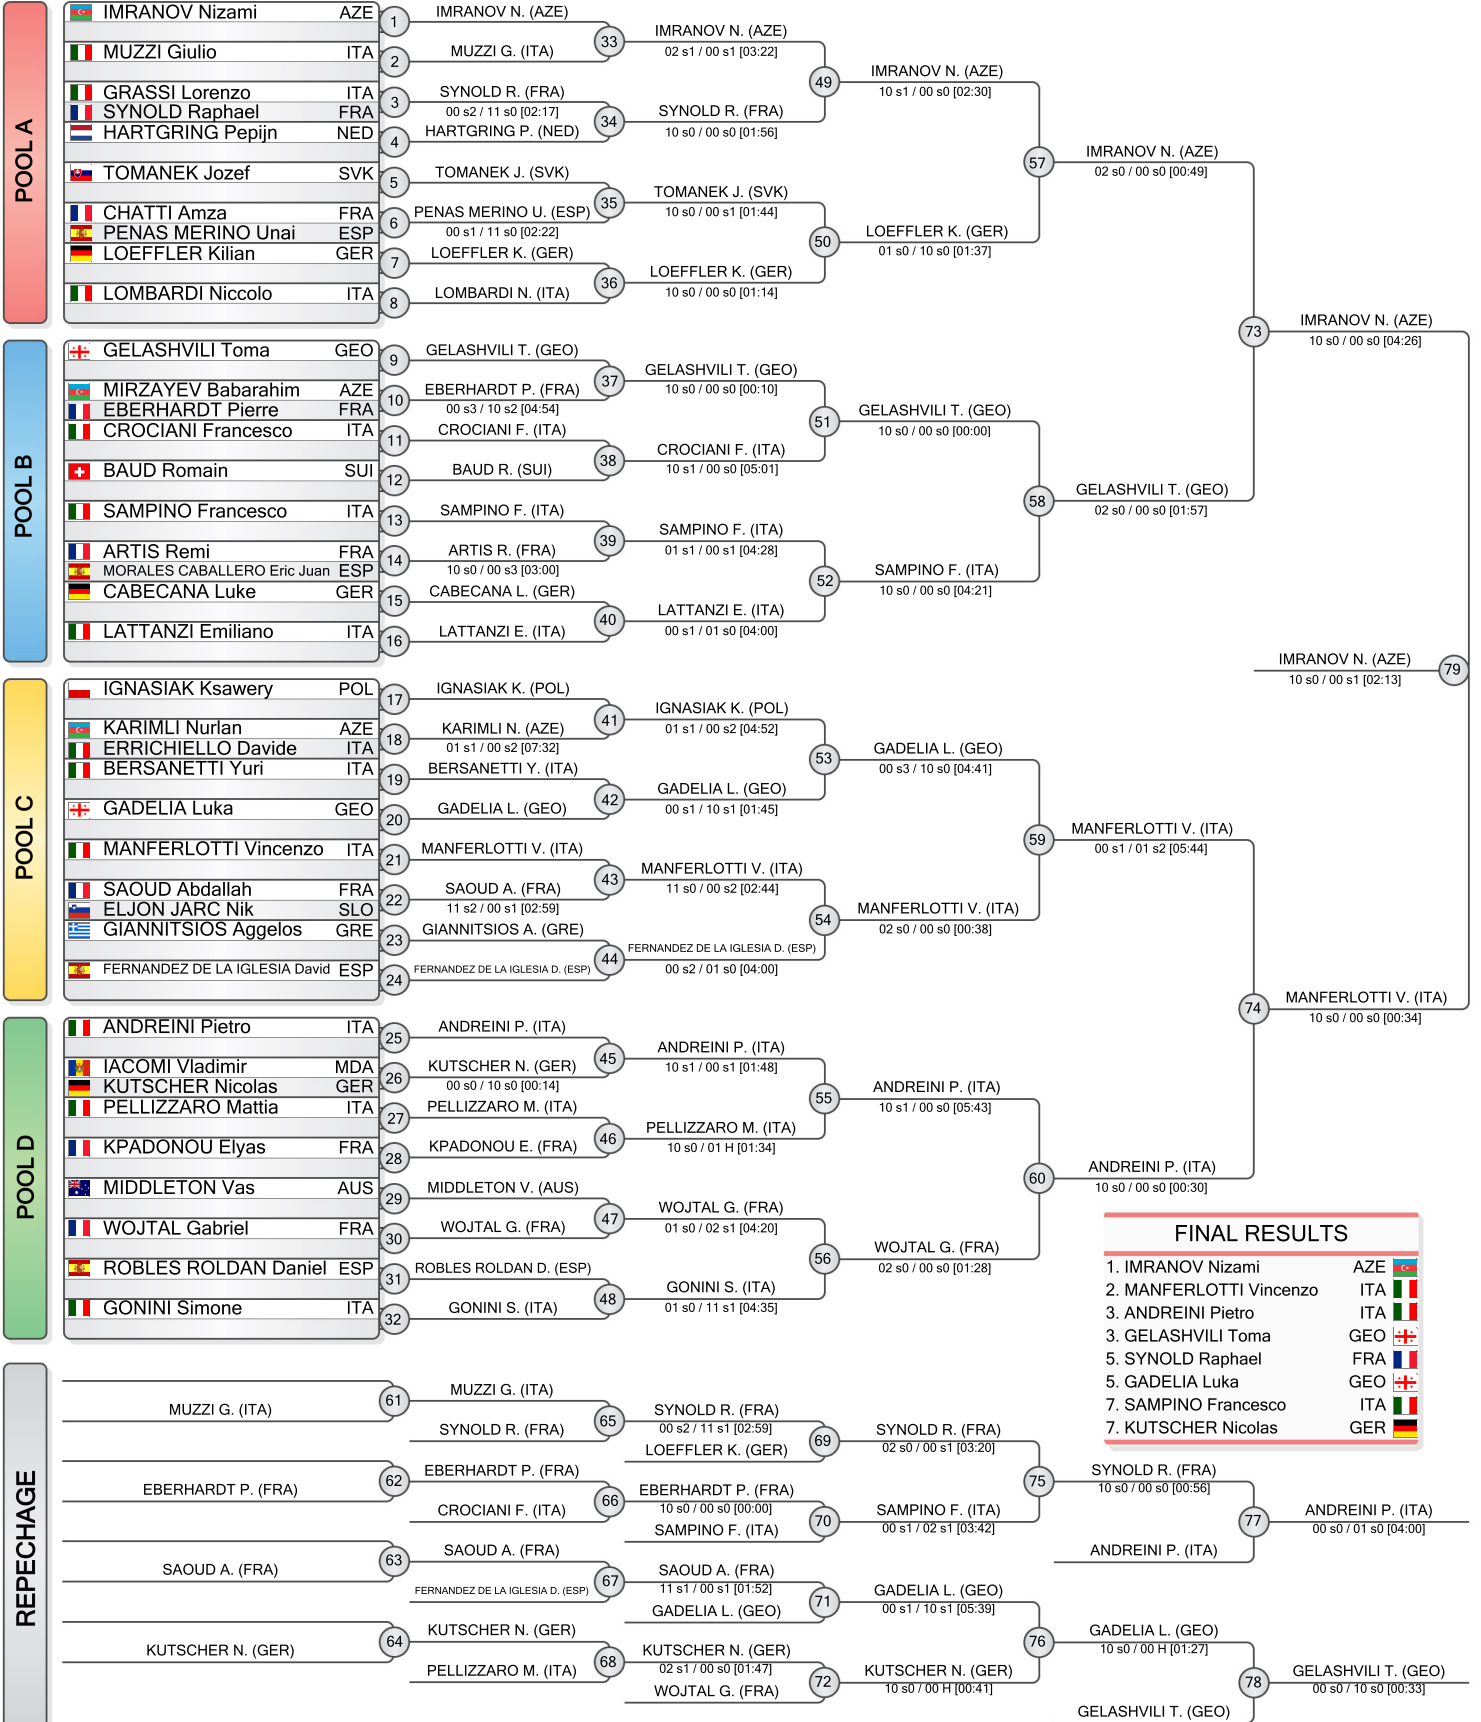 POOL A
IMRANOV Nizami AZE
MUZZI Giulio ITA
GRASSI Lorenzo ITA
SYNOLD Raphael FRA
HARTGRING Pepijn NED
TOMANEK Jozef SVK
CHATTI Amza FRA
PENAS MERINO Unai ESP
LOEFFLER Kilian GER
LOMBARDI Niccolo ITA
1
2
3
4
5
6
7
8
IMRANOV N. (AZE)
MUZZI G. (ITA)
SYNOLD R. (FRA)
00 s2 / 11 s0 [02:17]
HARTGRING P. (NED)
TOMANEK J. (SVK)
PENAS MERINO U. (ESP)
00 s1 / 11 s0 [02:22]
LOEFFLER K. (GER)
LOMBARDI N. (ITA)
33
34
35
36
IMRANOV N. (AZE)
02 s1 / 00 s1 [03:22]
SYNOLD R. (FRA)
10 s0 / 00 s0 [01:56]
TOMANEK J. (SVK)
10 s0 / 00 s1 [01:44]
LOEFFLER K. (GER)
10 s0 / 00 s0 [01:14]
49
50
IMRANOV N. (AZE)
10 s1 / 00 s0 [02:30]
LOEFFLER K. (GER)
01 s0 / 10 s0 [01:37]
57
IMRANOV N. (AZE)
02 s0 / 00 s0 [00:49]
POOL B
GELASHVILI Toma GEO
MIRZAYEV Babarahim AZE
EBERHARDT Pierre FRA
CROCIANI Francesco ITA
BAUD Romain SUI
SAMPINO Francesco ITA
ARTIS Remi FRA
MORALES CABALLERO Eric Juan ESP
CABECANA Luke GER
LATTANZI Emiliano ITA
9
10
11
12
13
14
15
16
GELASHVILI T. (GEO)
EBERHARDT P. (FRA)
00 s3 / 10 s2 [04:54]
CROCIANI F. (ITA)
BAUD R. (SUI)
SAMPINO F. (ITA)
ARTIS R. (FRA)
10 s0 / 00 s3 [03:00]
CABECANA L. (GER)
LATTANZI E. (ITA)
37
38
39
40
GELASHVILI T. (GEO)
10 s0 / 00 s0 [00:10]
CROCIANI F. (ITA)
10 s1 / 00 s0 [05:01]
SAMPINO F. (ITA)
01 s1 / 00 s1 [04:28]
LATTANZI E. (ITA)
00 s1 / 01 s0 [04:00]
51
52
GELASHVILI T. (GEO)
10 s0 / 00 s0 [00:00]
SAMPINO F. (ITA)
10 s0 / 00 s0 [04:21]
58
GELASHVILI T. (GEO)
02 s0 / 00 s0 [01:57]
73
IMRANOV N. (AZE)
10 s0 / 00 s0 [04:26]
IMRANOV N. (AZE)
10 s0 / 00 s1 [02:13]
79
POOL C
IGNASIAK Ksawery POL
KARIMLI Nurlan AZE
ERRICHIELLO Davide ITA
BERSANETTI Yuri ITA
GADELIA Luka GEO
MANFERLOTTI Vincenzo ITA
SAOUD Abdallah FRA
ELJON JARC Nik SLO
GIANNITSIOS Aggelos GRE
FERNANDEZ DE LA IGLESIA David ESP
17
18
19
20
21
22
23
24
IGNASIAK K. (POL)
KARIMLI N. (AZE)
01 s1 / 00 s2 [07:32]
BERSANETTI Y. (ITA)
GADELIA L. (GEO)
MANFERLOTTI V. (ITA)
SAOUD A. (FRA)
11 s2 / 00 s1 [02:59]
GIANNITSIOS A. (GRE)
FERNANDEZ DE LA IGLESIA D. (ESP)
41
42
43
44
IGNASIAK K. (POL)
01 s1 / 00 s2 [04:52]
GADELIA L. (GEO)
00 s1 / 10 s1 [01:45]
MANFERLOTTI V. (ITA)
11 s0 / 00 s2 [02:44]
FERNANDEZ DE LA IGLESIA D. (ESP)
00 s2 / 01 s0 [04:00]
53
54
GADELIA L. (GEO)
00 s3 / 10 s0 [04:41]
MANFERLOTTI V. (ITA)
02 s0 / 00 s0 [00:38]
59
MANFERLOTTI V. (ITA)
00 s1 / 01 s2 [05:44]
74
MANFERLOTTI V. (ITA)
10 s0 / 00 s0 [00:34]
POOL D
ANDREINI Pietro ITA
IACOMI Vladimir MDA
KUTSCHER Nicolas GER
PELLIZZARO Mattia ITA
KPADONOU Elyas FRA
MIDDLETON Vas AUS
WOJTAL Gabriel FRA
ROBLES ROLDAN Daniel ESP
GONINI Simone ITA
25
26
27
28
29
30
31
32
ANDREINI P. (ITA)
KUTSCHER N. (GER)
00 s0 / 10 s0 [00:14]
PELLIZZARO M. (ITA)
KPADONOU E. (FRA)
MIDDLETON V. (AUS)
WOJTAL G. (FRA)
ROBLES ROLDAN D. (ESP)
GONINI S. (ITA)
45
46
47
48
ANDREINI P. (ITA)
10 s1 / 00 s1 [01:48]
PELLIZZARO M. (ITA)
10 s0 / 01 H [01:34]
WOJTAL G. (FRA)
01 s0 / 02 s1 [04:20]
GONINI S. (ITA)
01 s0 / 11 s1 [04:35]
55
56
ANDREINI P. (ITA)
10 s1 / 00 s0 [05:43]
WOJTAL G. (FRA)
02 s0 / 00 s0 [01:28]
60
ANDREINI P. (ITA)
10 s0 / 00 s0 [00:30]
FINAL RESULTS
1. IMRANOV Nizami AZE
2. MANFERLOTTI Vincenzo ITA
3. ANDREINI Pietro ITA
3. GELASHVILI Toma GEO
5. SYNOLD Raphael FRA
5. GADELIA Luka GEO
7. SAMPINO Francesco ITA
7. KUTSCHER Nicolas GER
REPECHAGE
MUZZI G. (ITA)
EBERHARDT P. (FRA)
SAOUD A. (FRA)
KUTSCHER N. (GER)
61
62
63
64
MUZZI G. (ITA)
SYNOLD R. (FRA)
EBERHARDT P. (FRA)
CROCIANI F. (ITA)
SAOUD A. (FRA)
FERNANDEZ DE LA IGLESIA D. (ESP)
KUTSCHER N. (GER)
PELLIZZARO M. (ITA)
65
66
67
68
SYNOLD R. (FRA)
00 s2 / 11 s1 [02:59]
LOEFFLER K. (GER)
EBERHARDT P. (FRA)
10 s0 / 00 s0 [00:00]
SAMPINO F. (ITA)
SAOUD A. (FRA)
11 s1 / 00 s1 [01:52]
GADELIA L. (GEO)
KUTSCHER N. (GER)
02 s1 / 00 s0 [01:47]
WOJTAL G. (FRA)
69
70
71
72
SYNOLD R. (FRA)
02 s0 / 00 s1 [03:20]
SAMPINO F. (ITA)
00 s1 / 02 s1 [03:42]
GADELIA L. (GEO)
00 s1 / 10 s1 [05:39]
KUTSCHER N. (GER)
10 s0 / 00 H [00:41]
75
76
SYNOLD R. (FRA)
10 s0 / 00 s0 [00:56]
ANDREINI P. (ITA)
GADELIA L. (GEO)
10 s0 / 00 H [01:27]
GELASHVILI T. (GEO)
77
78
ANDREINI P. (ITA)
00 s0 / 01 s0 [04:00]
GELASHVILI T. (GEO)
00 s0 / 10 s0 [00:33]